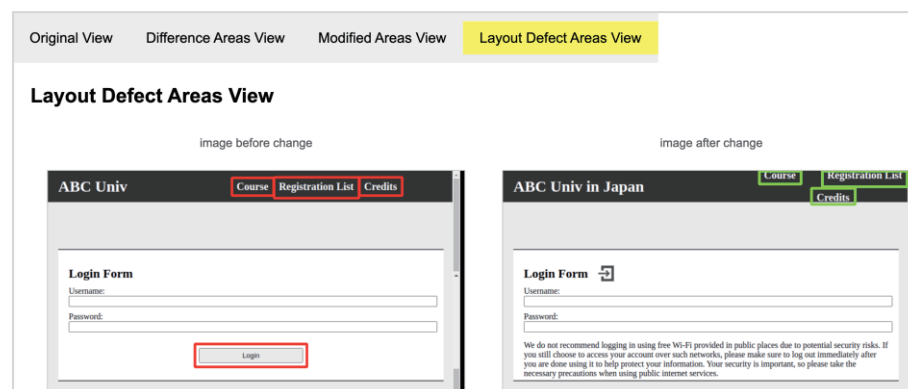 Original View Difference Areas View Modified Areas View Layout Defect Areas View
Layout Defect Areas View
image before change
ABC Univ Course Registration List Credits
Login Form
Username:
Password:
Login
image after change
ABC Univ in Japan Course Registration List
Credits
Login Form
Username:
Password:
We do not recommend logging in using free Wi-Fi provided in public places due to potential security risks. If
you still choose to access your account over such networks, please make sure to log out immediately after
you are done using it to help protect your information. Your security is important, so please take the
necessary precautions when using public internet services.